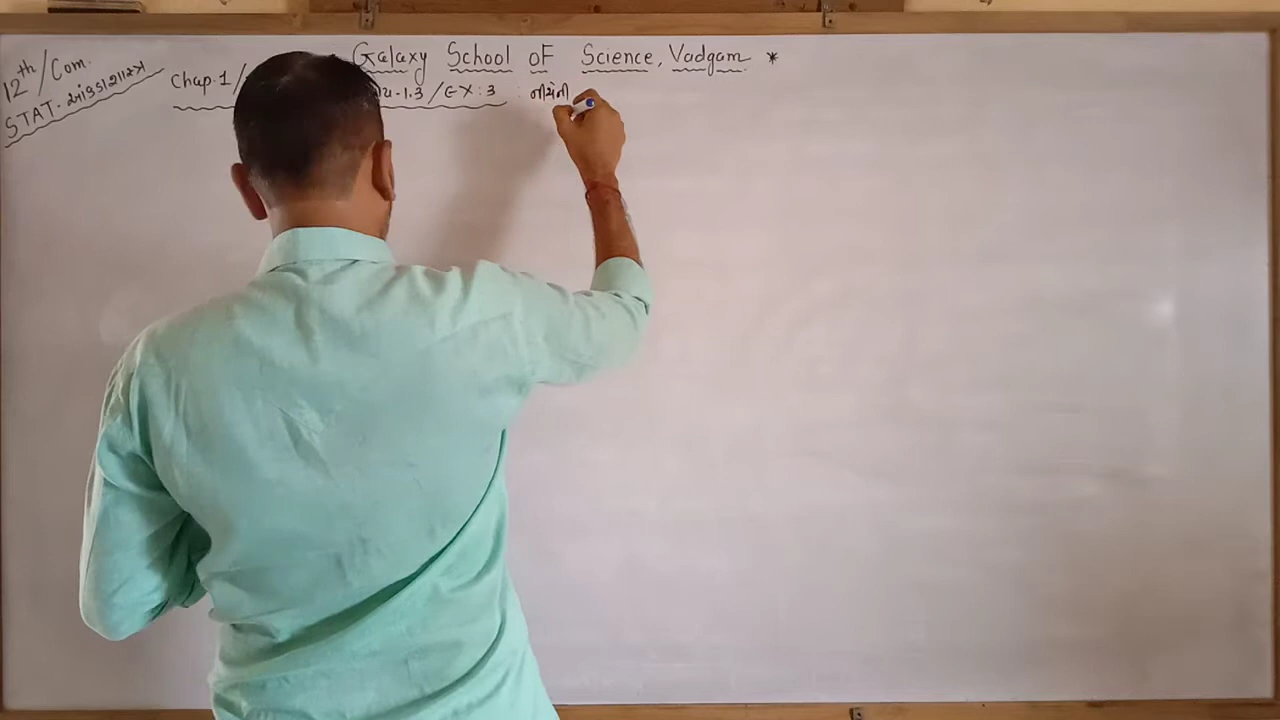 Galaxy School of Science, Vadgam *
12th / Com.
STAT. આંકડાશાસ્ત્ર
Chap. 1 / સ્વા. 1.3 / EX : 3 : નીચેની